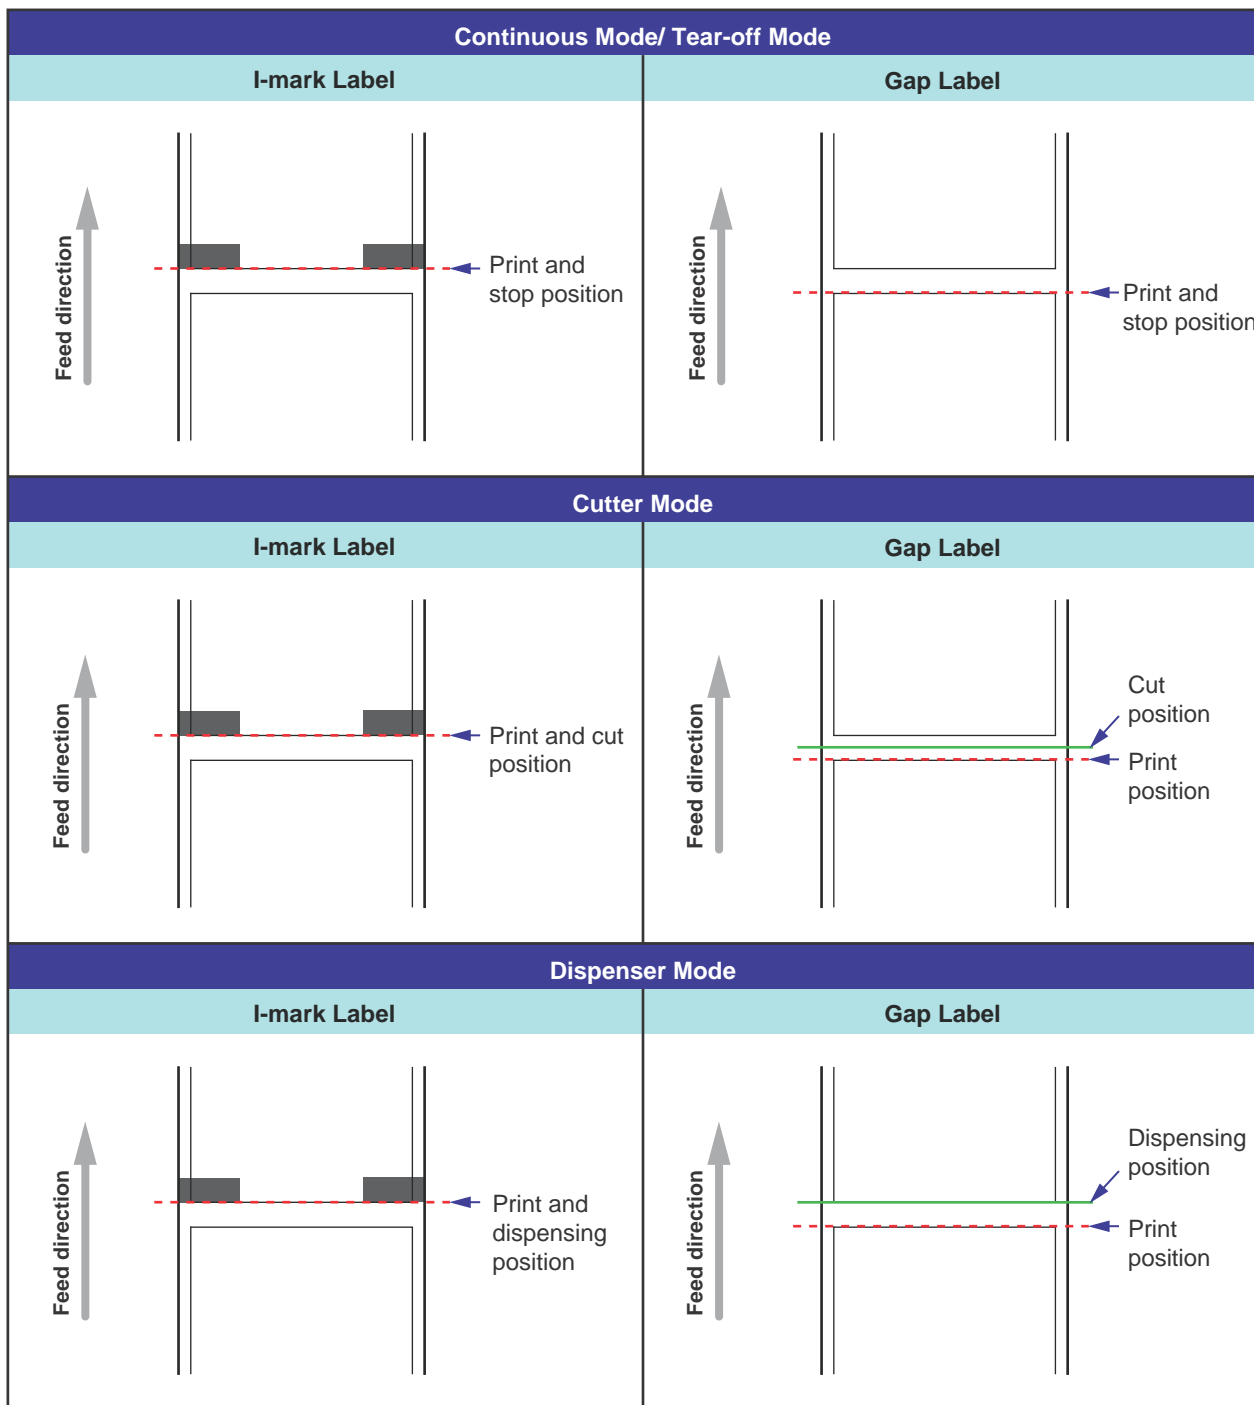 Continuous Mode/ Tear-off Mode
I-mark Label
Gap Label
Feed direction
Print and
stop position
Feed direction
Print and
stop position
Cutter Mode
I-mark Label
Gap Label
Feed direction
Print and cut
position
Feed direction
Cut
position
Print
position
Dispenser Mode
I-mark Label
Gap Label
Feed direction
Print and
dispensing
position
Feed direction
Dispensing
position
Print
position